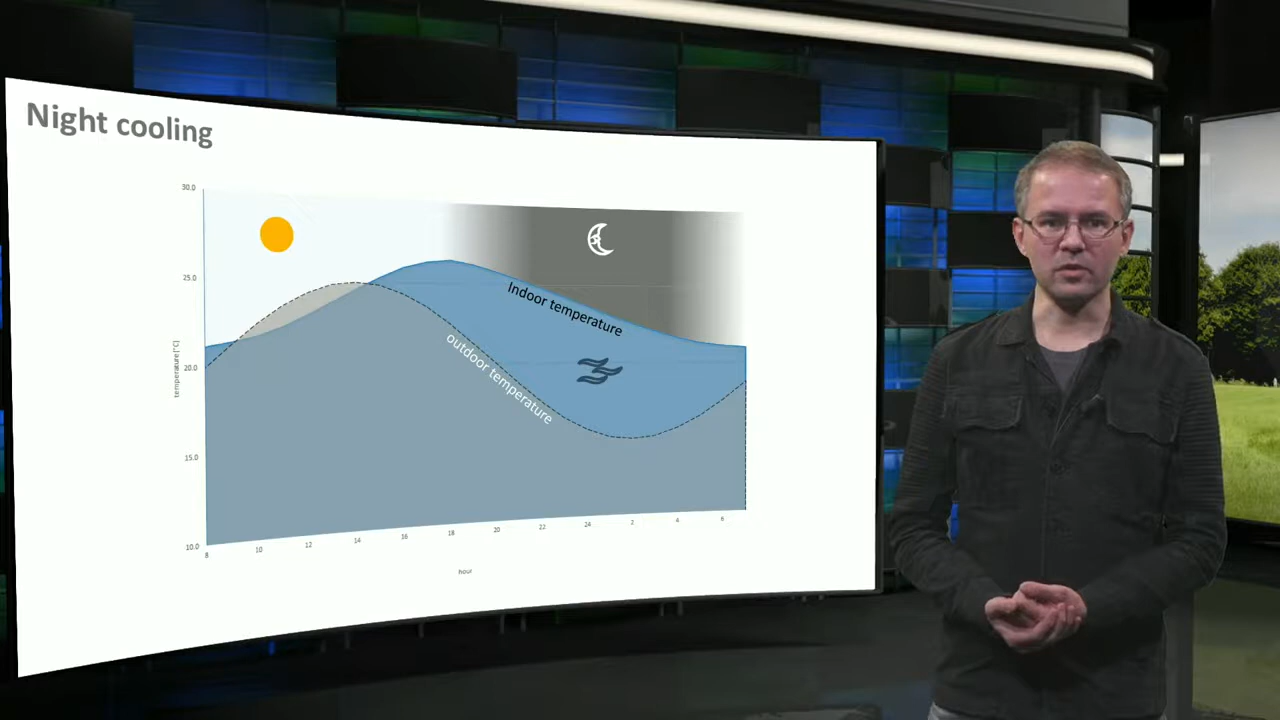 Night cooling
30.0
25.0
20.0
15.0
10.0
temperature [°C]
Indoor temperature
outdoor temperature
8 10 12 14 16 18 20 22 24 2 4 6
hour